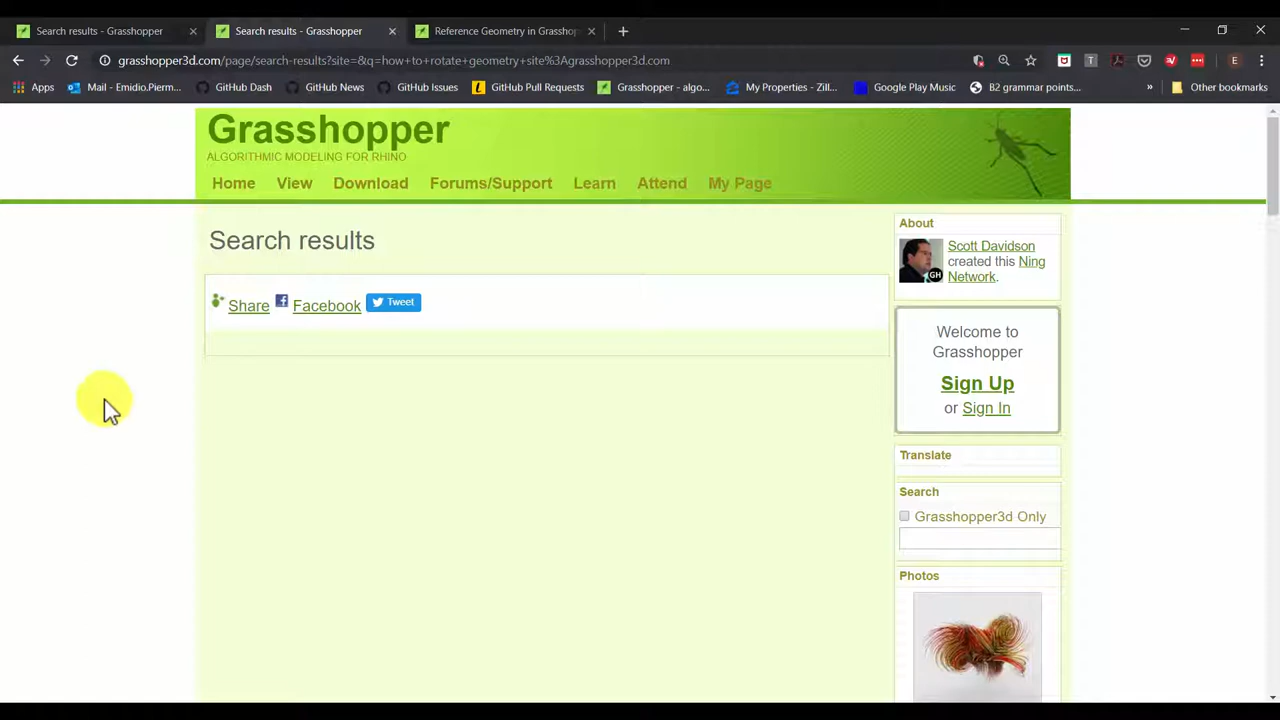 Search results - Grasshopper
Search results - Grasshopper
Reference Geometry in Grasshop
grasshopper3d.com/page/search-results?site=&q=how+to+rotate+geometry+site%3Agrasshopper3d.com
E
Apps
Mail - Emidio.Pierm...
GitHub Dash
GitHub News
GitHub Issues
GitHub Pull Requests
Grasshopper - algo...
My Properties - Zill...
Google Play Music
B2 grammar points...
»
Other bookmarks
Grasshopper
ALGORITHMIC MODELING FOR RHINO
Home View Download Forums/Support Learn Attend My Page
Search results
Share Facebook Tweet
About
GH
Scott Davidson
created this Ning
Network.
Welcome to
Grasshopper
Sign Up
or Sign In
Translate
Search
Grasshopper3d Only
Photos